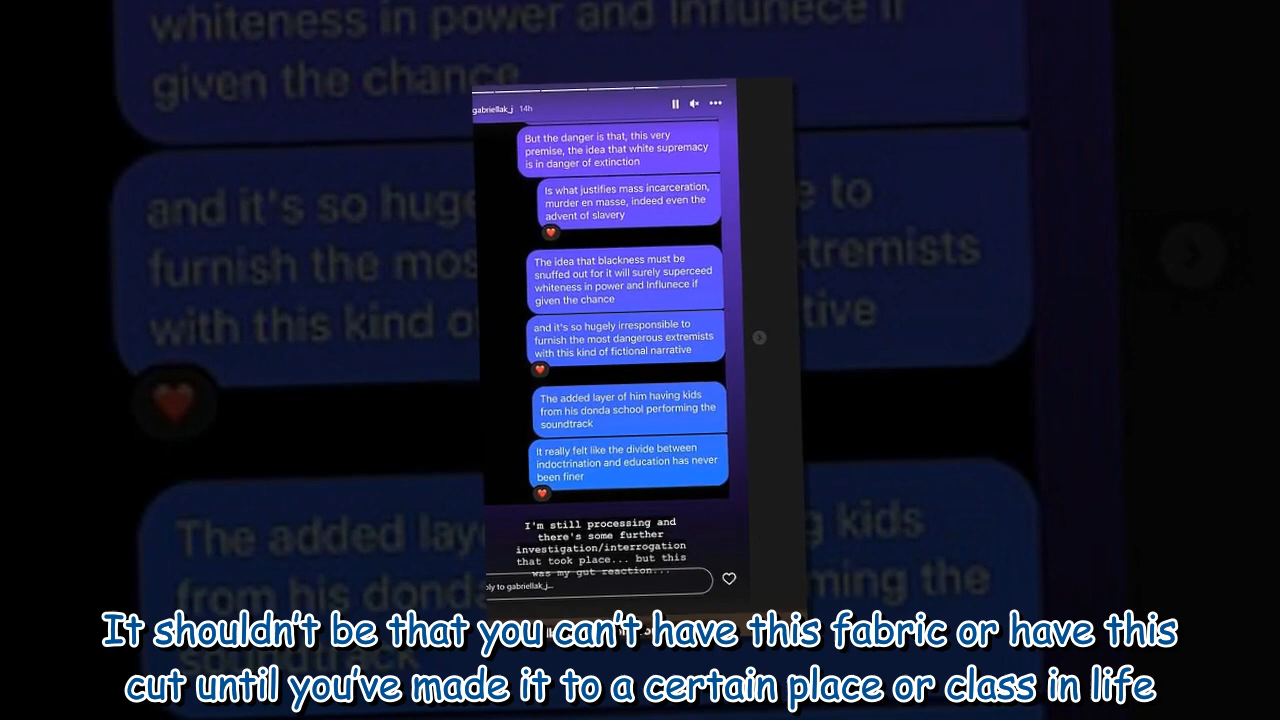 whiteness in power and Influnece if
given the chance
and it's so huge
e to
furnish the mos
xtremists
with this kind of
tive
The added laye
g kids
from his donda
ming the
soundtrack
gabriellak_j 14h
But the danger is that, this very
premise, the idea that white supremacy
is in danger of extinction
Is what justifies mass incarceration,
murder en masse, indeed even the
advent of slavery
The idea that blackness must be
snuffed out for it will surely superceed
whiteness in power and Influnece if
given the chance
and it's so hugely irresponsible to
furnish the most dangerous extremists
with this kind of fictional narrative
The added layer of him having kids
from his donda school performing the
soundtrack
It really felt like the divide between
indoctrination and education has never
been finer
I'm still processing and
there's some further
investigation/interrogation
that took place... but this
was my gut reaction...
ply to gabriellak_j...
It shouldn't be that you can't have this fabric or have this
cut until you've made it to a certain place or class in life